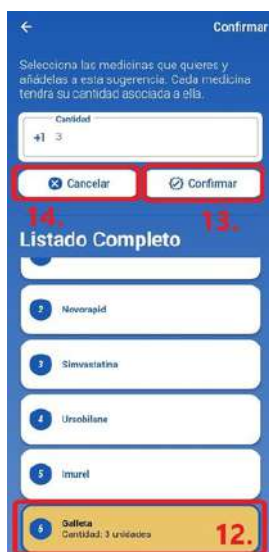 Confirmar
Selecciona las medicinas que quieres y
añádelas a esta sugerencia. Cada medicina
tendra su cantidad asociada a ella.
Cantidad
+1 3
Cancelar
Confirmar
14.
13.
Listado Completo
2 Novorapid
3 Simvastatina
4 Ursobilane
5 Imurel
6 Galleta
Cantidad: 3 unidades
12.